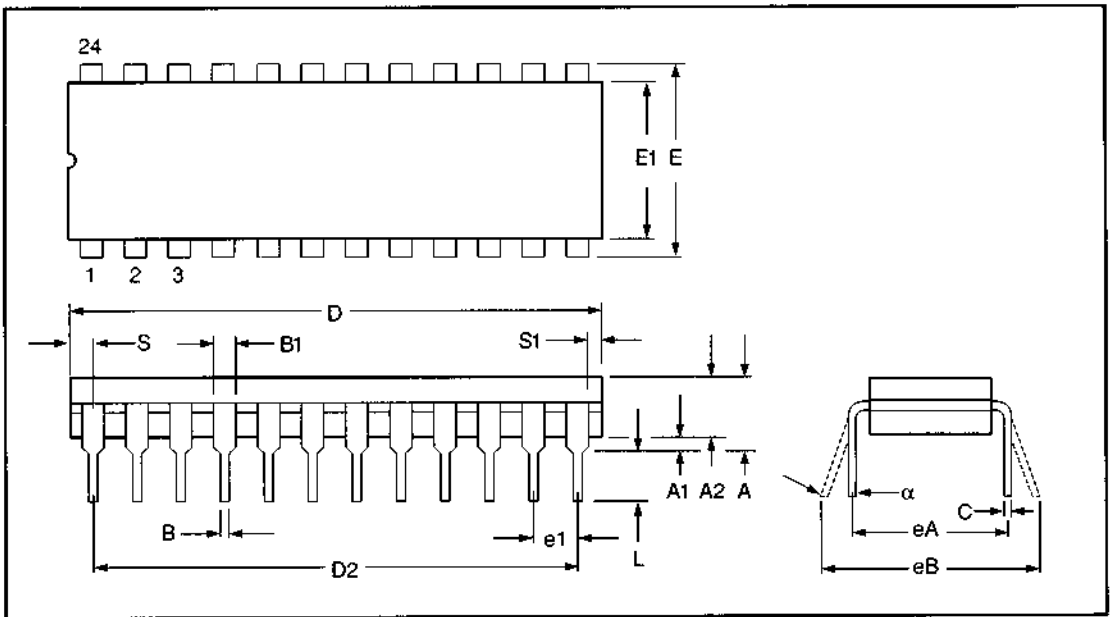 24
E1 E
1 2 3
D
S B1 S1
A1 A2 A
α
B e1 L C eA
D2 eB